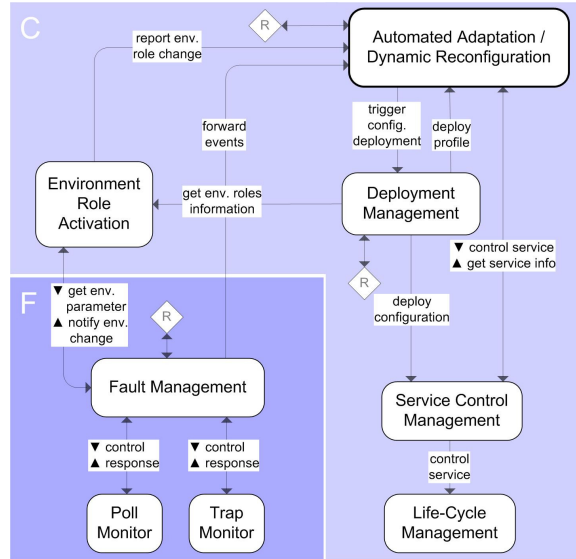 C
R
Automated Adaptation /
Dynamic Reconfiguration
report env.
role change
forward
events
trigger
config.
deployment
deploy
profile
Environment
Role
Activation
get env. roles
information
Deployment
Management
▼ control service
▲ get service info
R
deploy
configuration
▼ get env.
parameter
▲ notify env.
change
F
R
Fault Management
Service Control
Management
▼ control
▲ response
▼ control
▲ response
control
service
Poll
Monitor
Trap
Monitor
Life-Cycle
Management